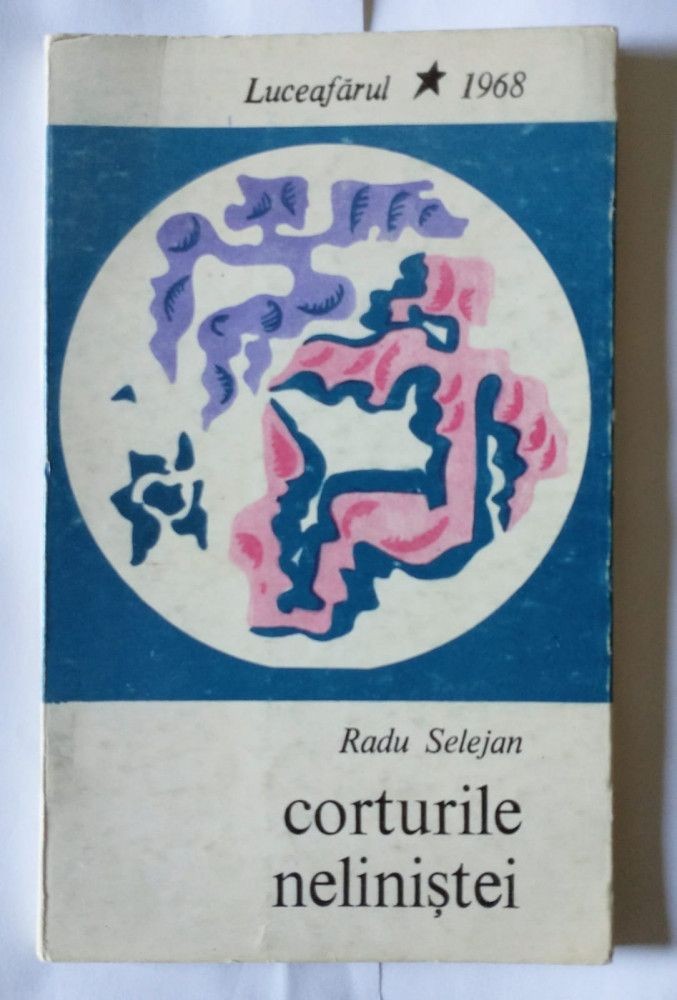 Luceafărul ★ 1968
Radu Selejan
corturile
neliniștei